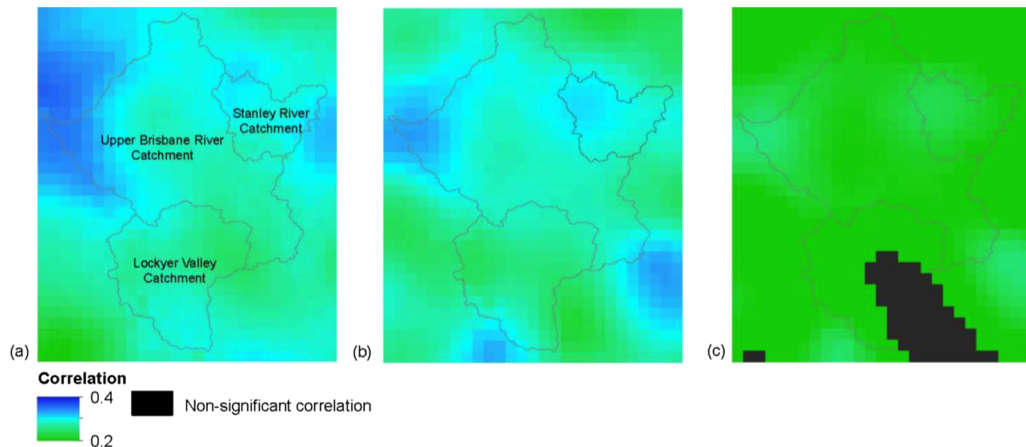 Stanley River
Catchment
Upper Brisbane River
Catchment
Lockyer Valley
Catchment
(a)
(b)
(c)
Correlation
0.4
0.2
Non-significant correlation